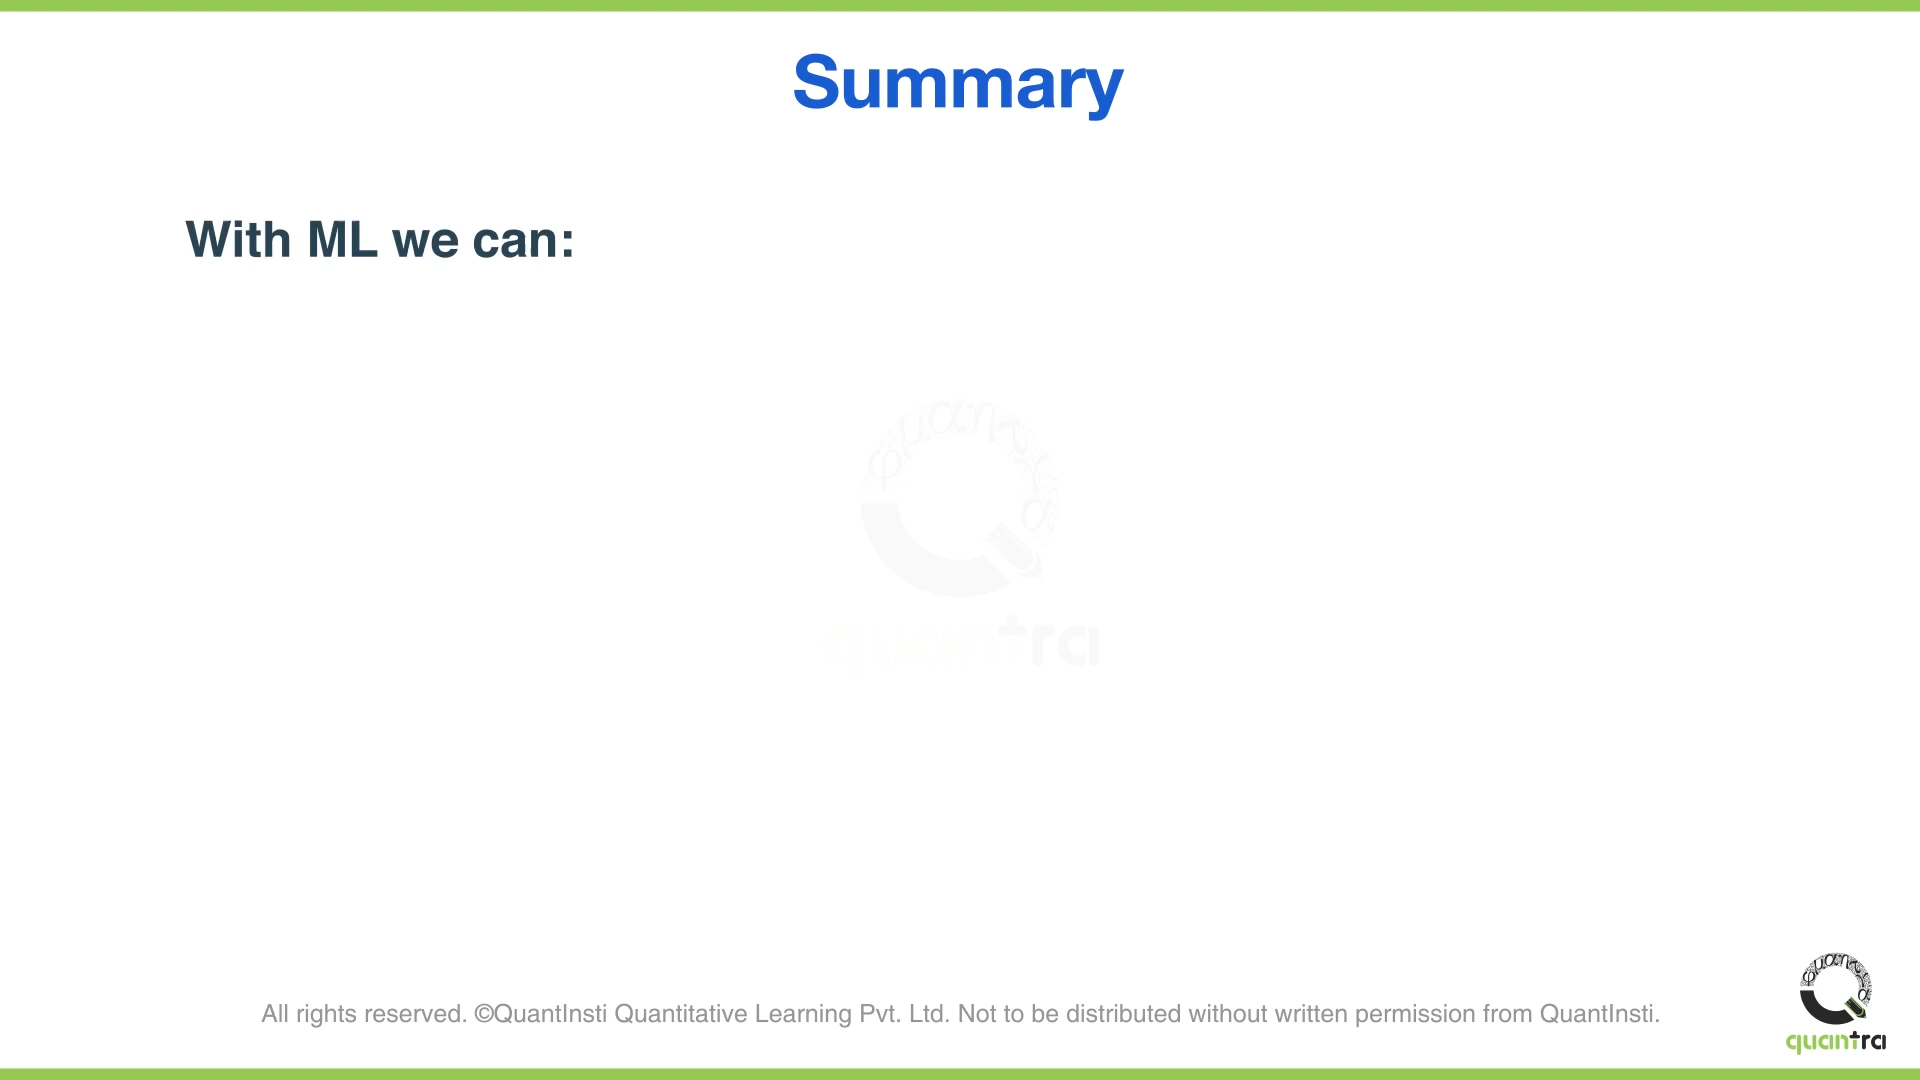 Summary
With ML we can:
quantra
All rights reserved. ©QuantInsti Quantitative Learning Pvt. Ltd. Not to be distributed without written permission from QuantInsti.
quantra